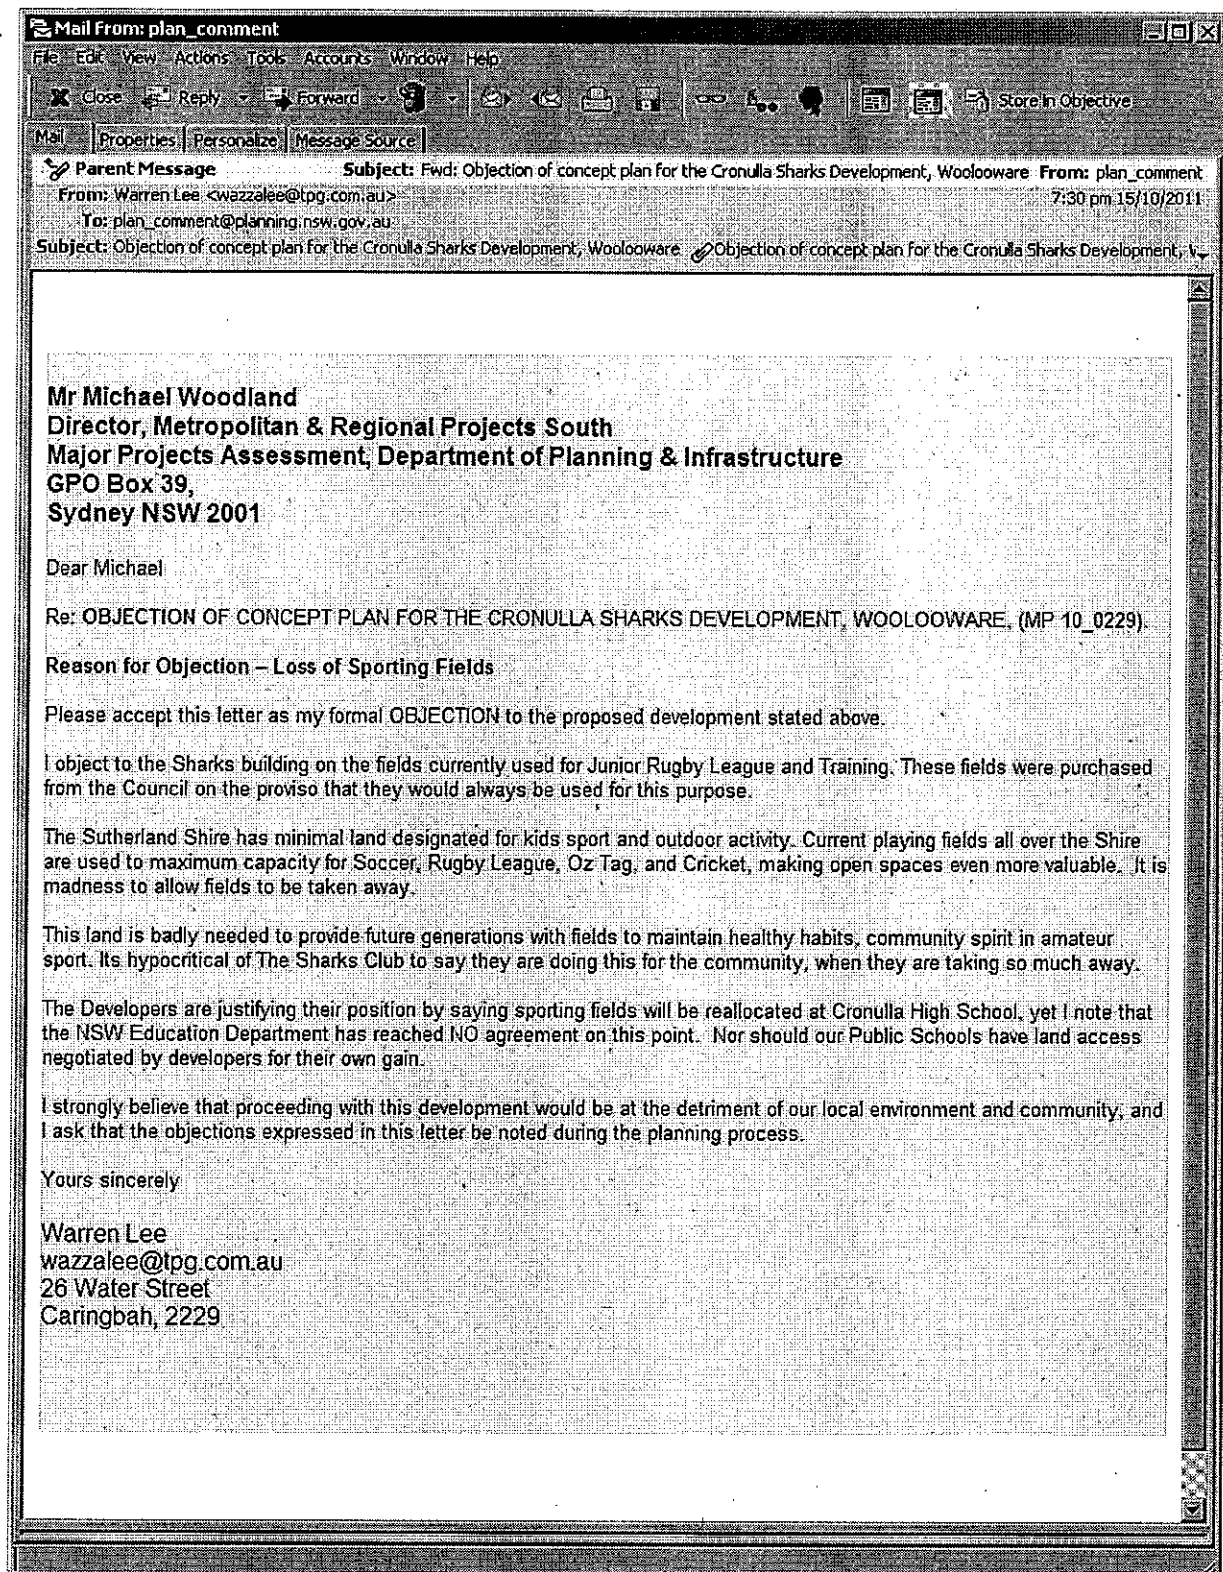 Mail From: plan_comment
File Edit View Actions Tools Accounts Window Help
Close Reply Forward Store in Objective
Mail Properties Personalize Message Source
Parent Message Subject: Fwd: Objection of concept plan for the Cronulla Sharks Development, Woolooware From: plan_comment
From: Warren Lee <wazzalee@tpg.com.au> 7:30 pm 15/10/2011
To: plan_comment@planning.nsw.gov.au
Subject: Objection of concept plan for the Cronulla Sharks Development, Woolooware Objection of concept plan for the Cronulla Sharks Development, V
Mr Michael Woodland
Director, Metropolitan & Regional Projects South
Major Projects Assessment, Department of Planning & Infrastructure
GPO Box 39,
Sydney NSW 2001
Dear Michael
Re: OBJECTION OF CONCEPT PLAN FOR THE CRONULLA SHARKS DEVELOPMENT, WOOLOOWARE, (MP 10_0229).
Reason for Objection – Loss of Sporting Fields
Please accept this letter as my formal OBJECTION to the proposed development stated above.
I object to the Sharks building on the fields currently used for Junior Rugby League and Training. These fields were purchased
from the Council on the proviso that they would always be used for this purpose.
The Sutherland Shire has minimal land designated for kids sport and outdoor activity. Current playing fields all over the Shire
are used to maximum capacity for Soccer, Rugby League, Oz Tag, and Cricket, making open spaces even more valuable. It is
madness to allow fields to be taken away.
This land is badly needed to provide future generations with fields to maintain healthy habits, community spirit in amateur
sport. Its hypocritical of The Sharks Club to say they are doing this for the community, when they are taking so much away.
The Developers are justifying their position by saying sporting fields will be reallocated at Cronulla High School, yet I note that
the NSW Education Department has reached NO agreement on this point. Nor should our Public Schools have land access
negotiated by developers for their own gain.
I strongly believe that proceeding with this development would be at the detriment of our local environment and community, and
I ask that the objections expressed in this letter be noted during the planning process.
Yours sincerely
Warren Lee
wazzalee@tpg.com.au
26 Water Street
Caringbah, 2229